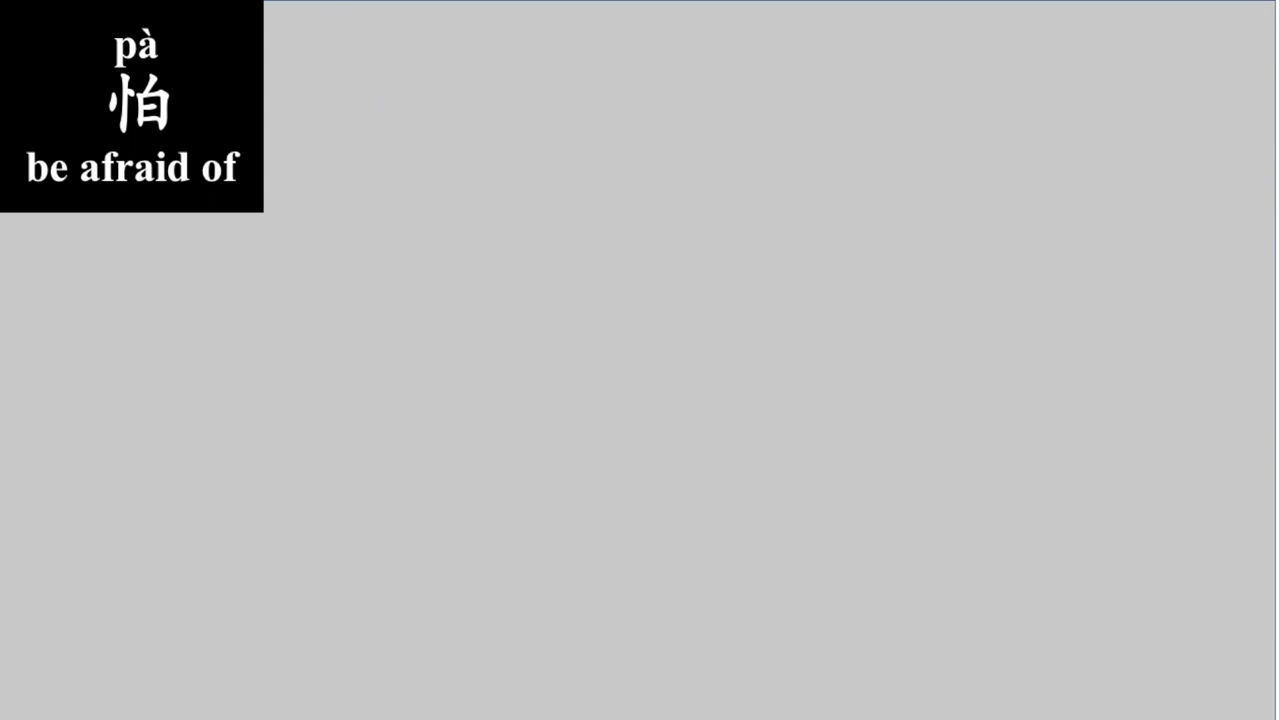 pà
怕
be afraid of